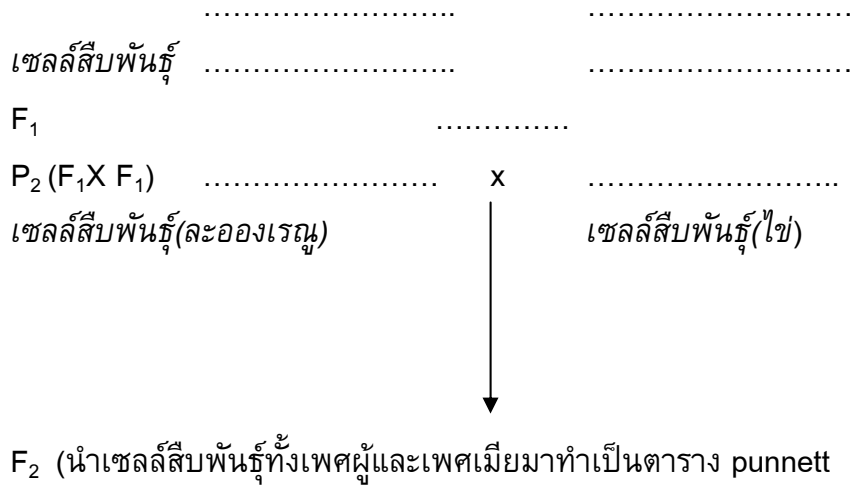 ……………………….. ………………………
เซลล์สืบพันธุ์ ……………………….. ………………………
F₁ ….……….
P₂ (F₁X F₁) …………………… x ……………………..
เซลล์สืบพันธุ์(ละอองเรณู) เซลล์สืบพันธุ์(ไข่)
F₂ (นำเซลล์สืบพันธุ์ทั้งเพศผู้และเพศเมียมาทำเป็นตาราง punnett